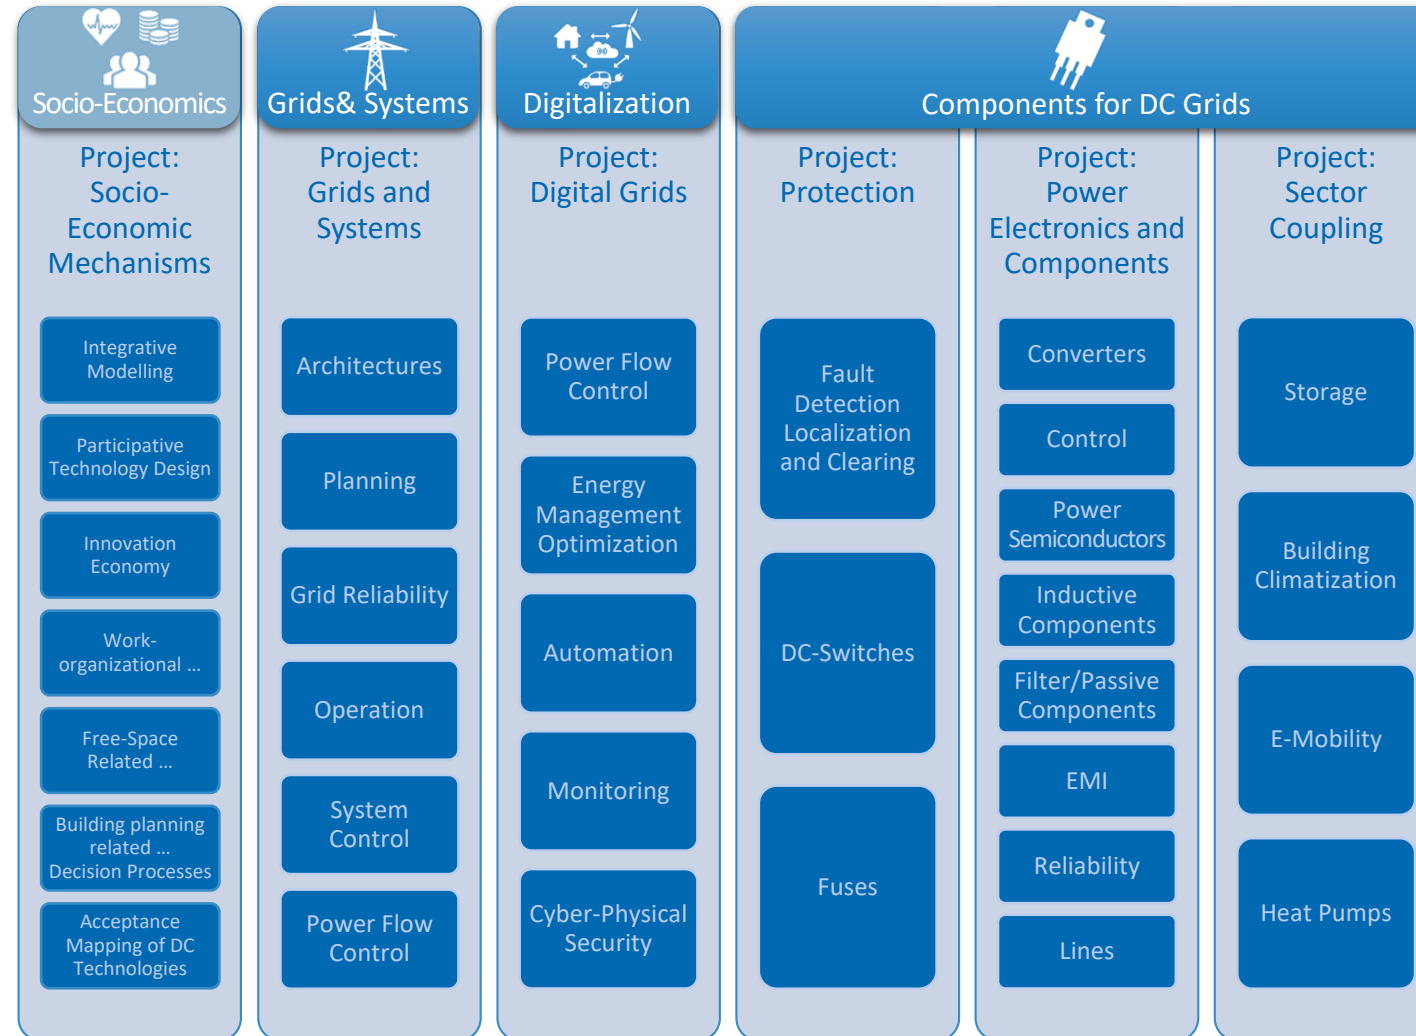 Socio-Economics
Grids& Systems
Digitalization
Components for DC Grids
Project:
Socio-
Economic
Mechanisms
Integrative
Modelling
Participative
Technology Design
Innovation
Economy
Work-
organizational ...
Free-Space
Related ...
Building planning
related ...
Decision Processes
Acceptance
Mapping of DC
Technologies
Project:
Grids and
Systems
Architectures
Planning
Grid Reliability
Operation
System
Control
Power Flow
Control
Project:
Digital Grids
Power Flow
Control
Energy
Management
Optimization
Automation
Monitoring
Cyber-Physical
Security
Project:
Protection
Fault
Detection
Localization
and Clearing
DC-Switches
Fuses
Project:
Power
Electronics and
Components
Converters
Control
Power
Semiconductors
Inductive
Components
Filter/Passive
Components
EMI
Reliability
Lines
Project:
Sector
Coupling
Storage
Building
Climatization
E-Mobility
Heat Pumps